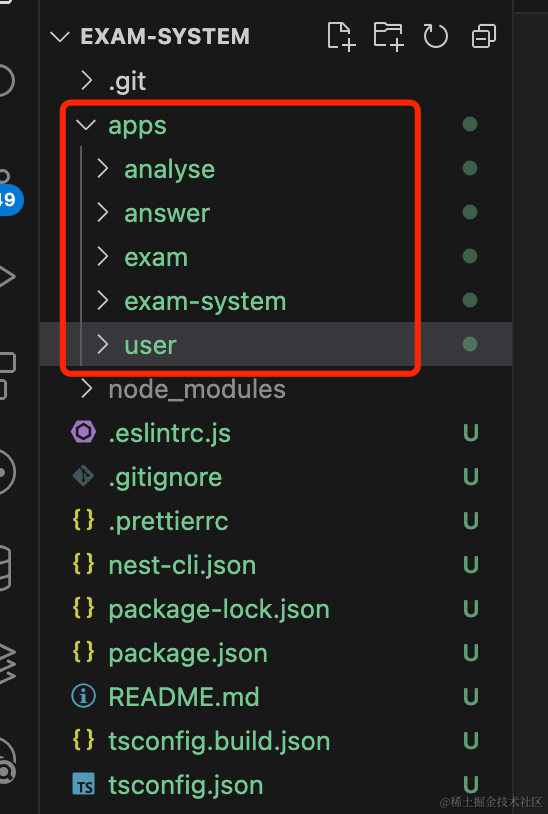 EXAM-SYSTEM
.git
apps
analyse
49
answer
exam
exam-system
user
node_modules
.eslintrc.js U
.gitignore U
{} .prettierrc U
{} nest-cli.json U
{} package-lock.json U
{} package.json U
README.md U
{} tsconfig.build.json U
TS tsconfig.json U
@稀土掘金技术社区